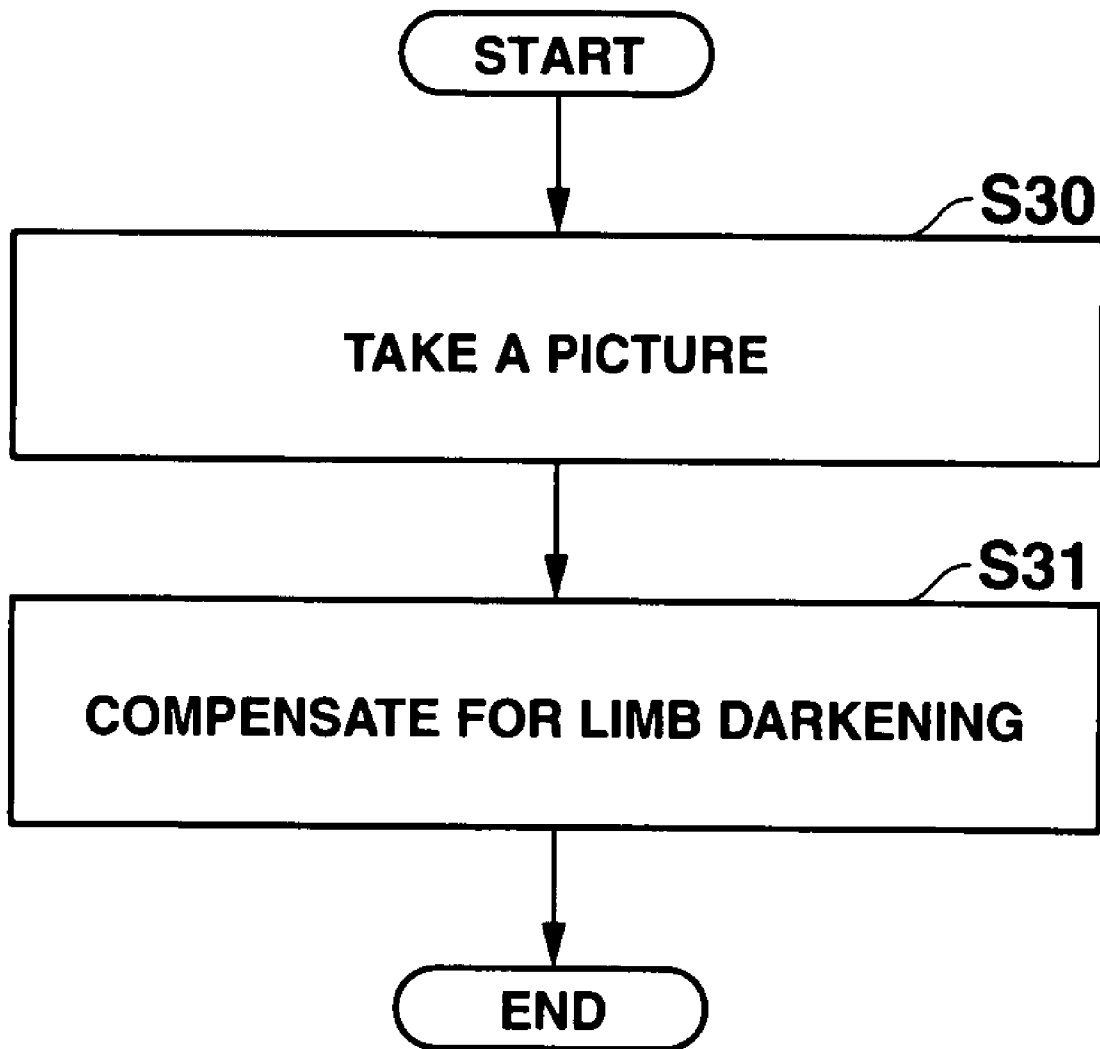 START
S30
TAKE A PICTURE
S31
COMPENSATE FOR LIMB DARKENING
END